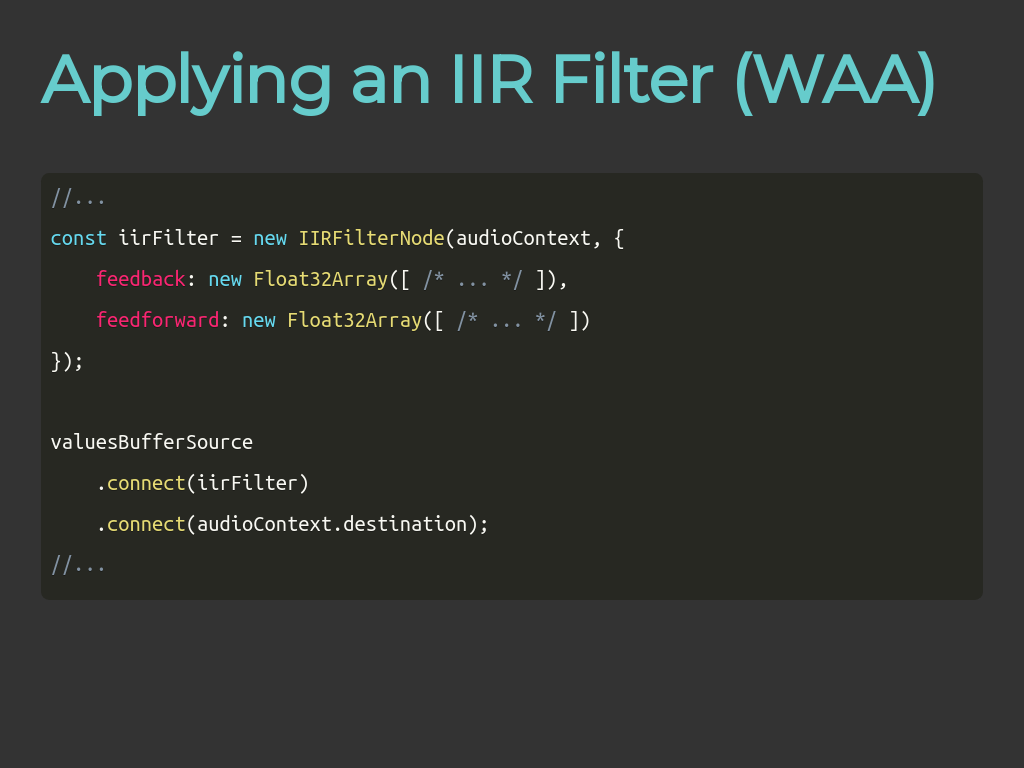 Applying an IIR Filter (WAA)
//...
const iirFilter = new IIRFilterNode(audioContext, {
    feedback: new Float32Array([ /* ... */ ]),
    feedforward: new Float32Array([ /* ... */ ])
});

valuesBufferSource
    .connect(iirFilter)
    .connect(audioContext.destination);
//...